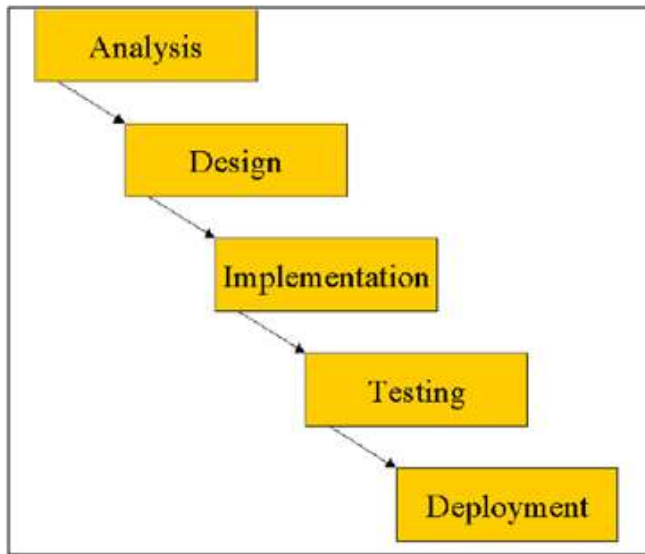 Analysis
Design
Implementation
Testing
Deployment